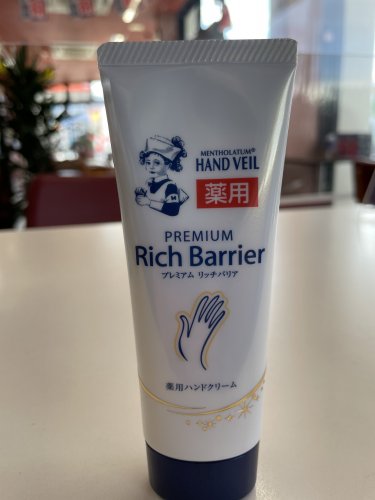 MENTHOLATUM®
HAND VEIL
薬用
M
PREMIUM
Rich Barrier
プレミアム リッチバリア
薬用ハンドクリーム